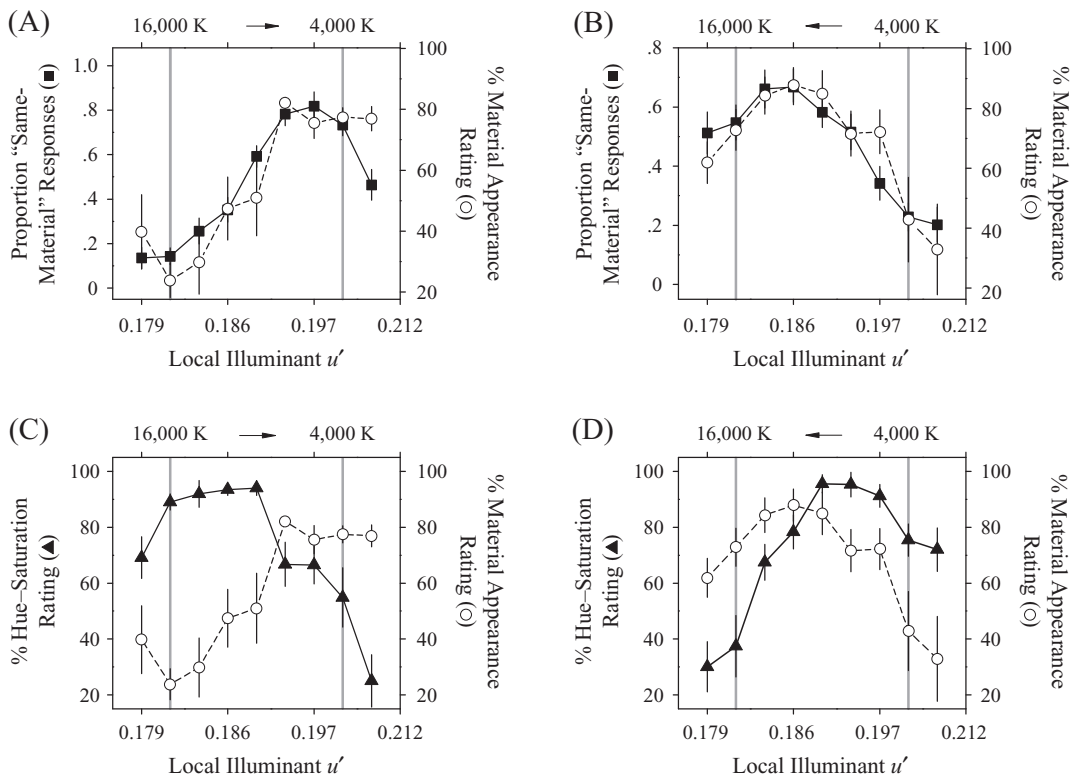 (A)
16,000 K → 4,000 K
Proportion “Same-
Material” Responses (■)
1.0
.8
.6
.4
.2
0
100
80
60
40
20
% Material Appearance
Rating (○)
0.179 0.186 0.197 0.212
Local Illuminant u′
(B)
16,000 K ← 4,000 K
Proportion “Same-
Material” Responses (■)
.8
.6
.4
.2
0
100
80
60
40
20
% Material Appearance
Rating (○)
0.179 0.186 0.197 0.212
Local Illuminant u′
(C)
16,000 K → 4,000 K
% Hue–Saturation
Rating (▲)
100
80
60
40
20
100
80
60
40
20
% Material Appearance
Rating (○)
0.179 0.186 0.197 0.212
Local Illuminant u′
(D)
16,000 K ← 4,000 K
% Hue–Saturation
Rating (▲)
100
80
60
40
20
100
80
60
40
20
% Material Appearance
Rating (○)
0.179 0.186 0.197 0.212
Local Illuminant u′